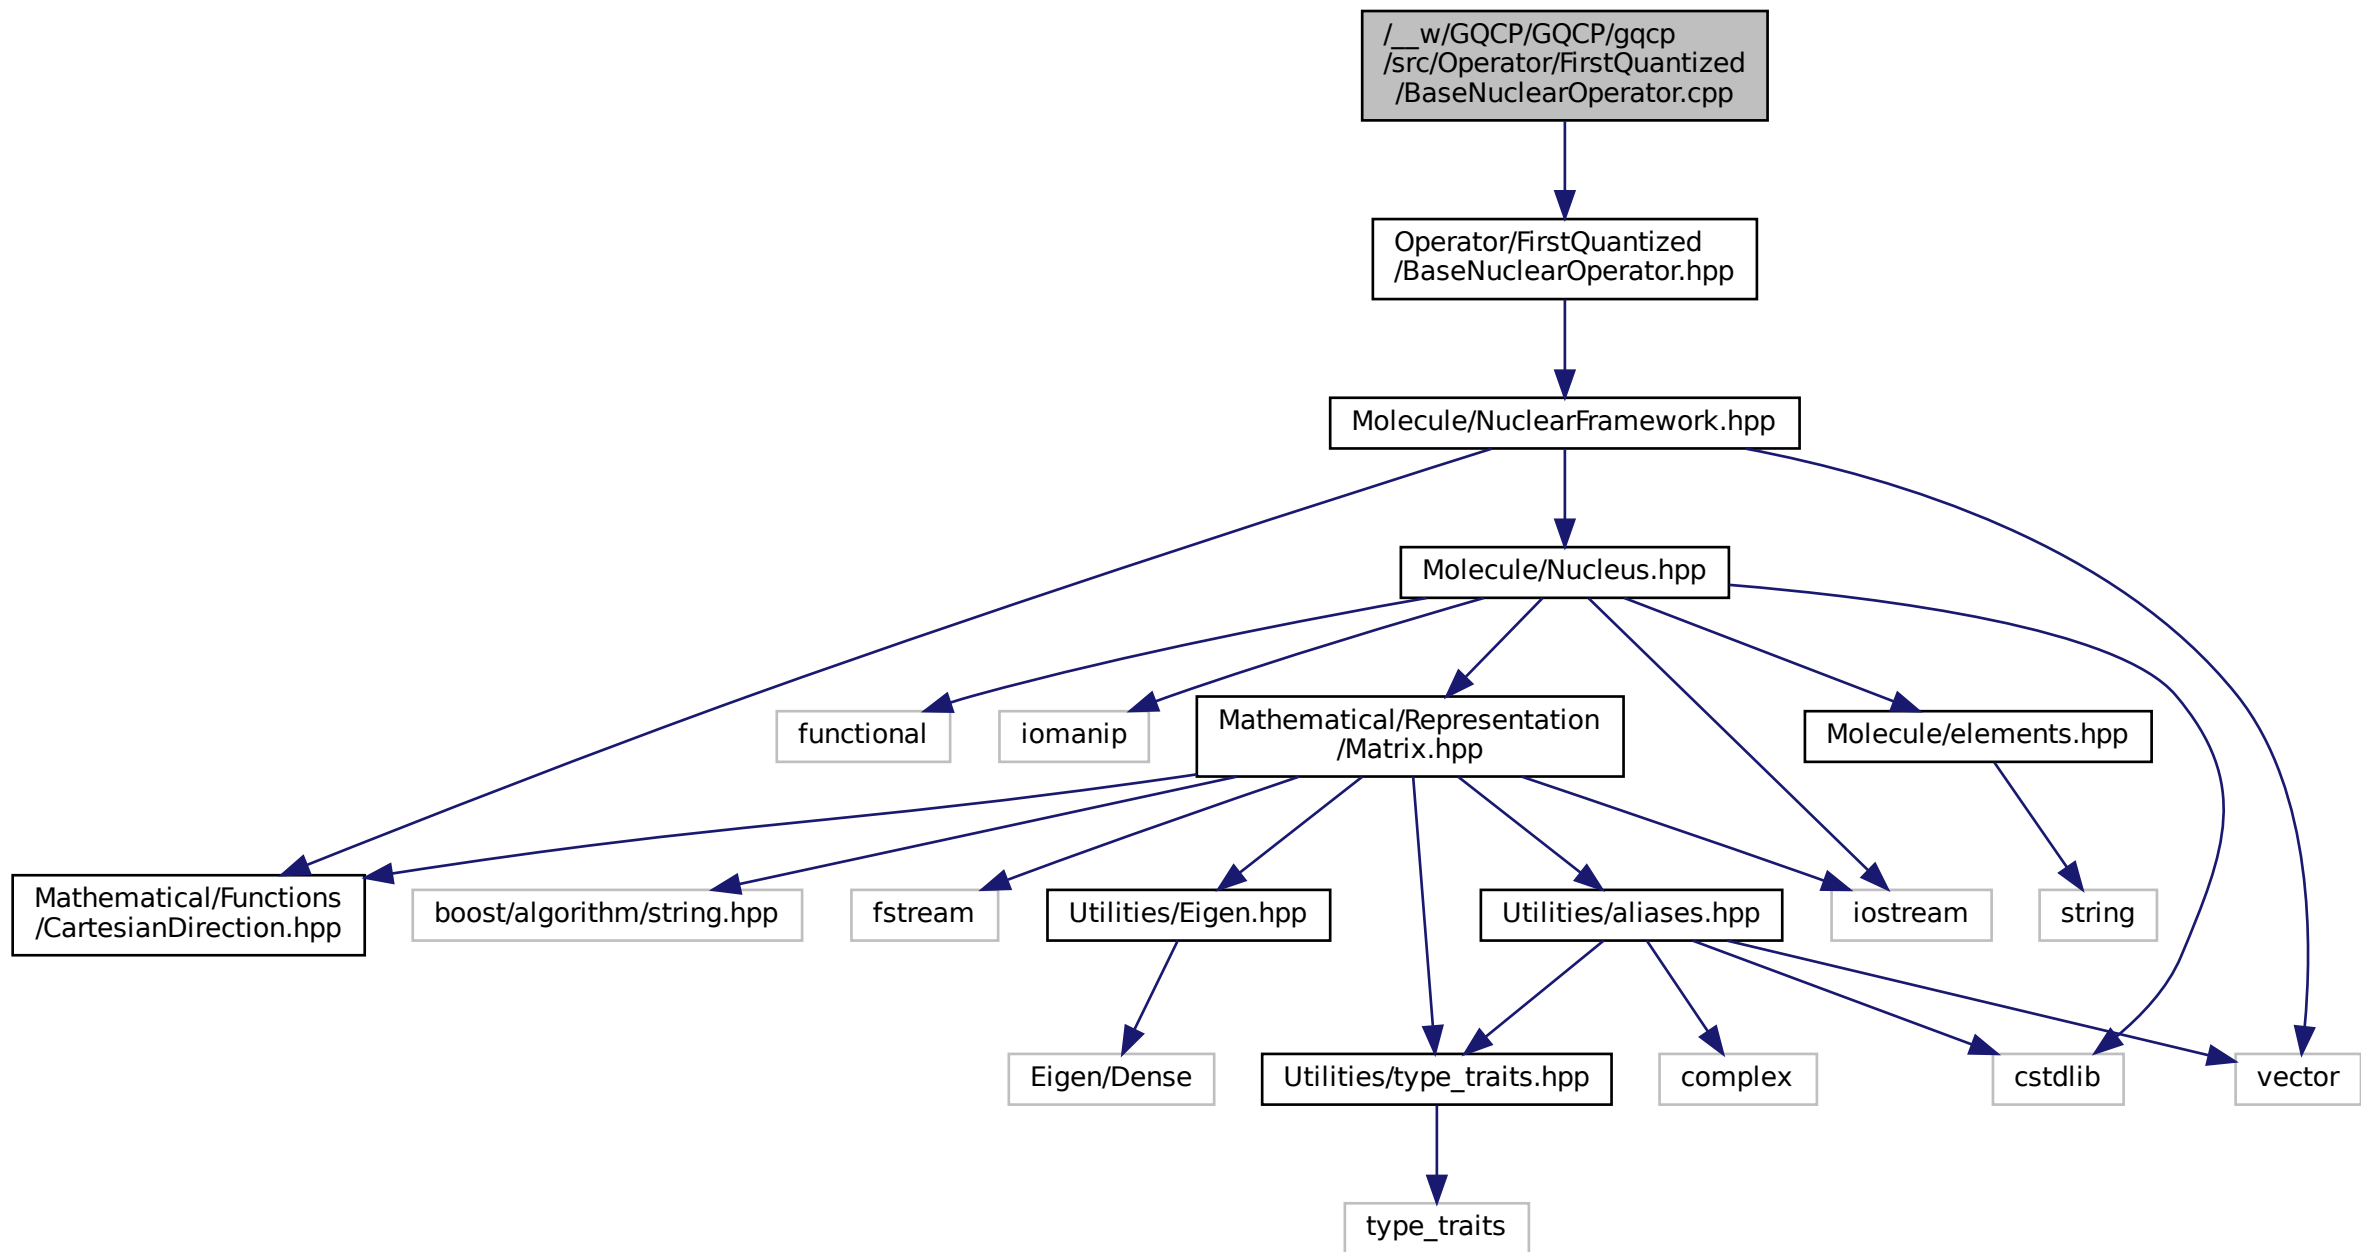 /__w/GQCP/GQCP/gqcp
/src/Operator/FirstQuantized
/BaseNuclearOperator.cpp
Operator/FirstQuantized
/BaseNuclearOperator.hpp
Molecule/NuclearFramework.hpp
Molecule/Nucleus.hpp
functional
iomanip
Mathematical/Representation
/Matrix.hpp
Molecule/elements.hpp
Mathematical/Functions
/CartesianDirection.hpp
boost/algorithm/string.hpp
fstream
Utilities/Eigen.hpp
Utilities/aliases.hpp
iostream
string
Eigen/Dense
Utilities/type_traits.hpp
complex
cstdlib
vector
type_traits